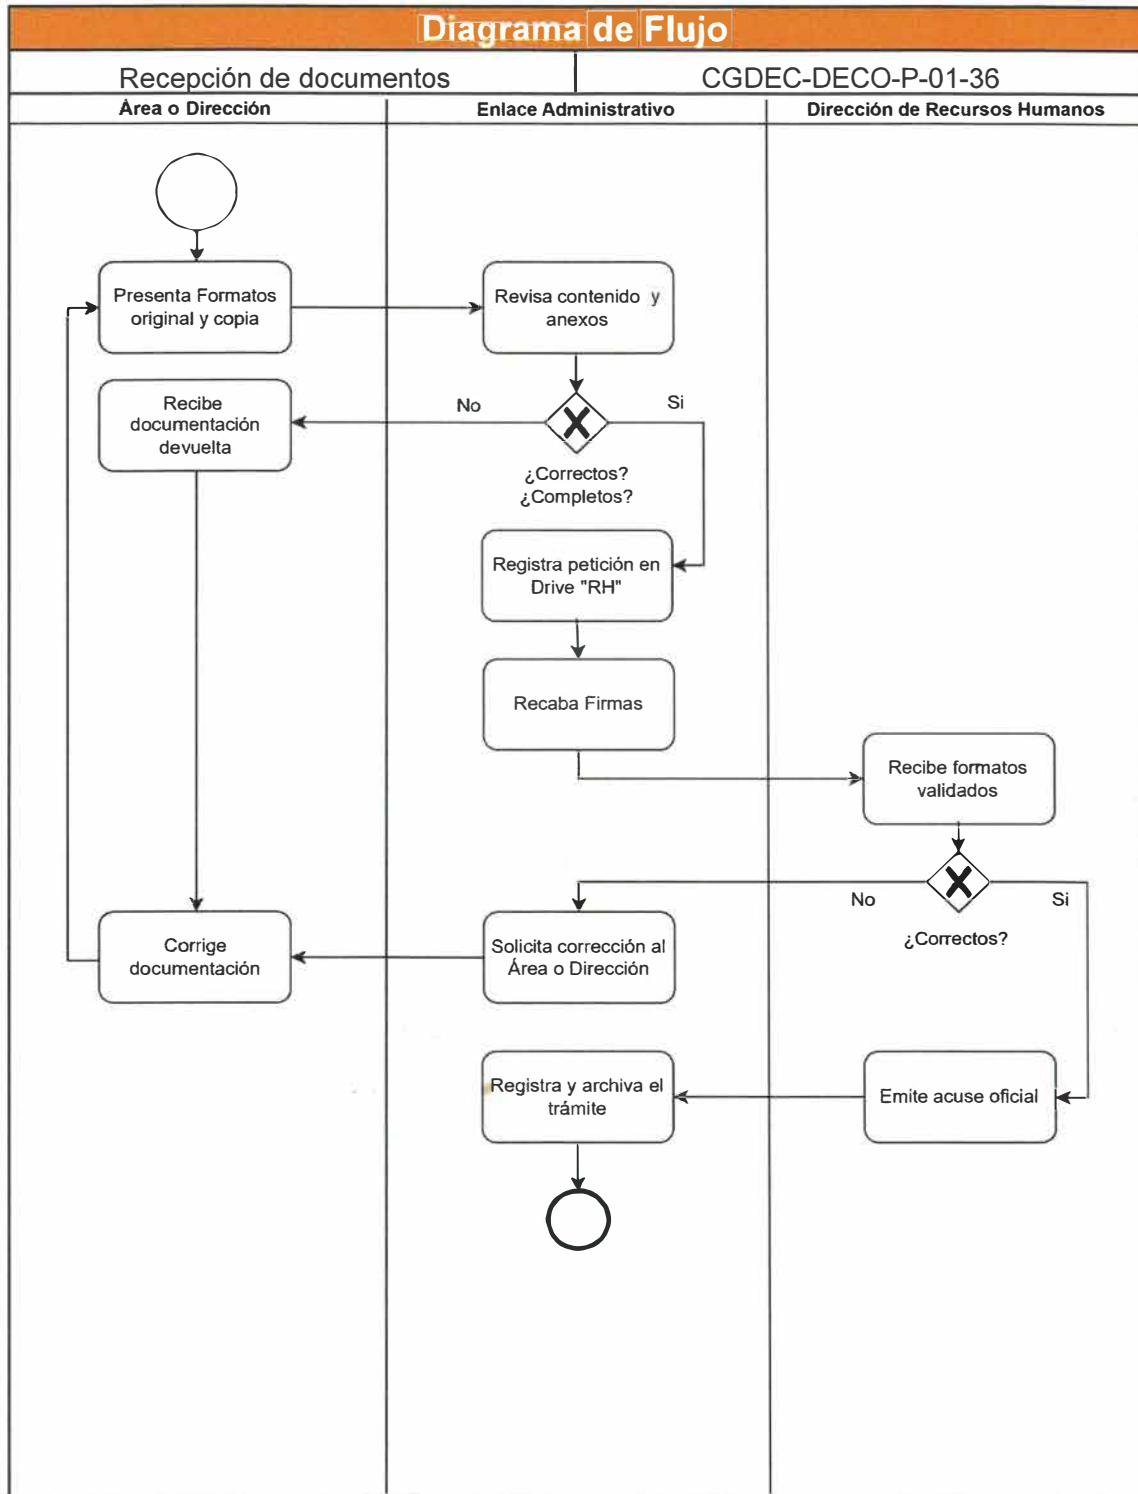 Diagrama de Flujo
Recepción de documentos
CGDEC-DECO-P-01-36
Área o Dirección
Enlace Administrativo
Dirección de Recursos Humanos
Presenta Formatos
original y copia
Revisa contenido y
anexos
Recibe
documentación
devuelta
No
Si
¿Correctos?
¿Completos?
Registra petición en
Drive "RH"
Recaba Firmas
Recibe formatos
validados
No
Si
¿Correctos?
Corrige
documentación
Solicita corrección al
Área o Dirección
Registra y archiva el
trámite
Emite acuse oficial